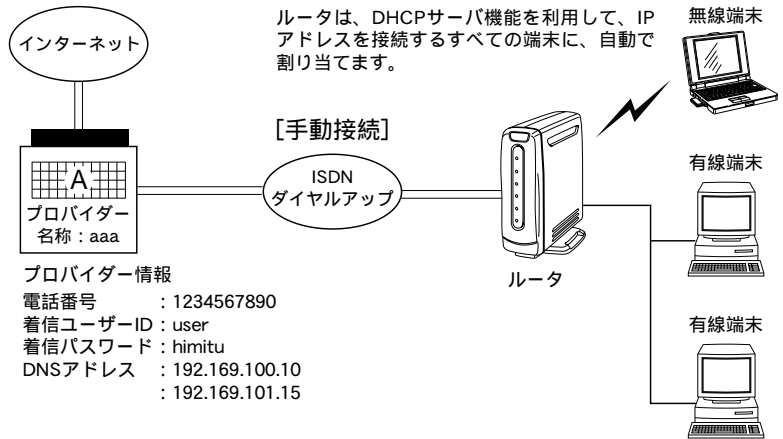 ルータは、DHCPサーバ機能を利用して、IP
アドレスを接続するすべての端末に、自動で
割り当てます。
無線端末
インターネット
[手動接続]
ISDN
ダイヤルアップ
A
プロバイダー
名称：aaa
ルータ
有線端末
有線端末
プロバイダー情報
電話番号　　　：1234567890
着信ユーザーID：user
着信パスワード：himitu
DNSアドレス　：192.169.100.10
：192.169.101.15